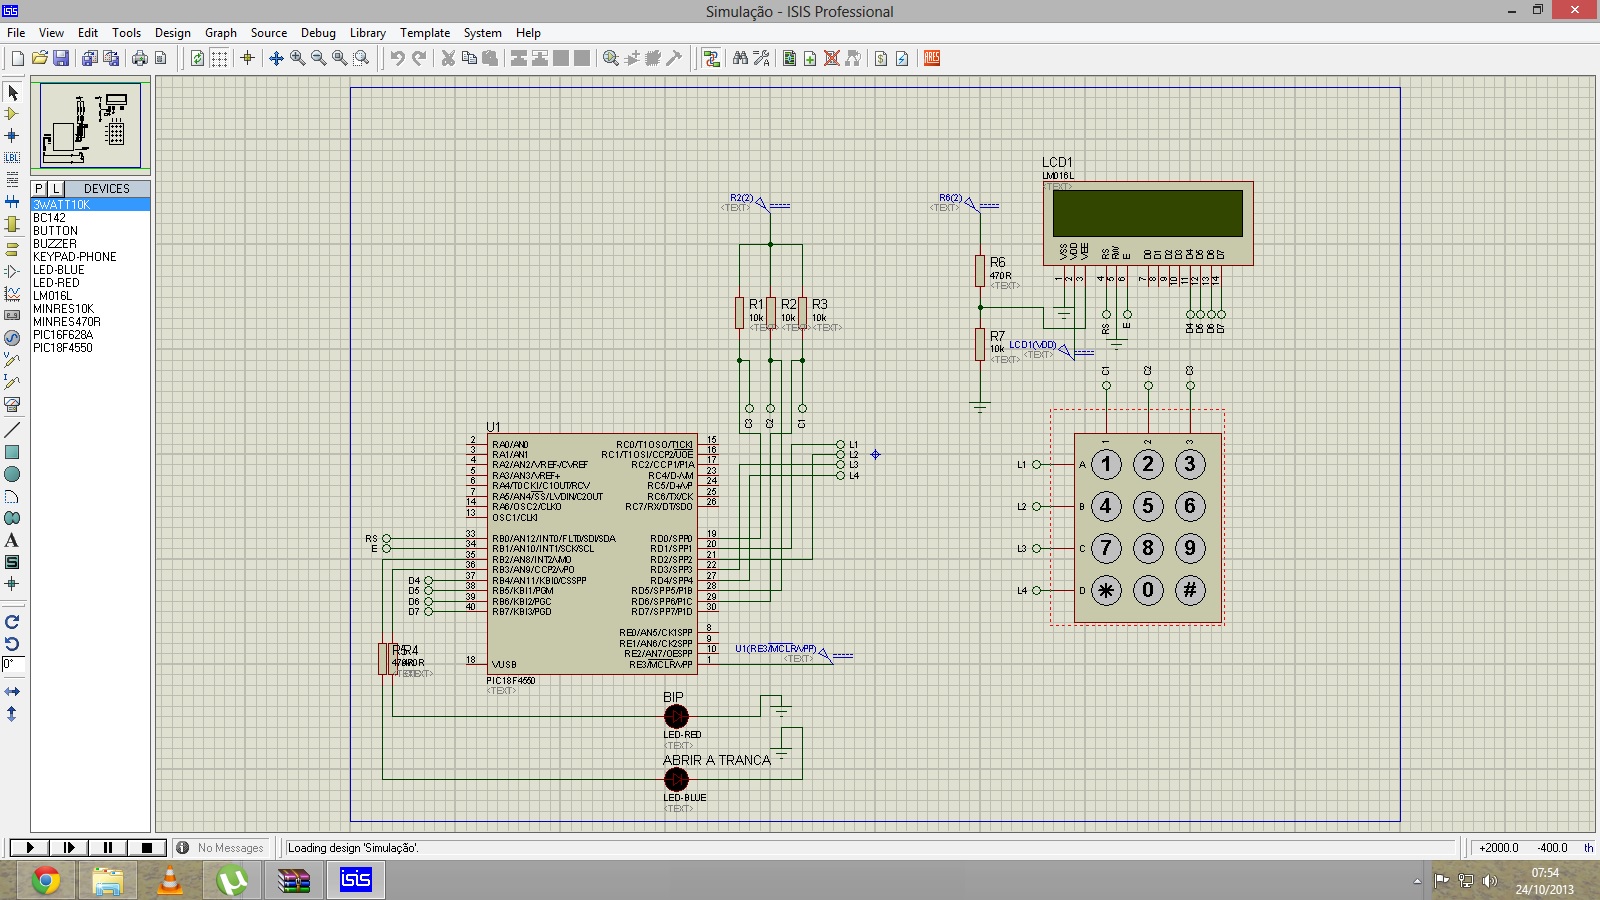 Simulação - ISIS Professional
File View Edit Tools Design Graph Source Debug Library Template System Help
P L DEVICES
3WATT10K
BC142
BUTTON
BUZZER
KEYPAD-PHONE
LED-BLUE
LED-RED
LM016L
MINRES10K
MINRES470R
PIC16F628A
PIC18F4550
LBL
A
0°
ARES
LCD1
LM016L
<TEXT>
VSS VDD VEE RS RW E D0 D1 D2 D3 D4 D5 D6 D7
1 2 3 4 5 6 7 8 9 10 11 12 13 14
RS E D4 D5 D6 D7
R2(2)
<TEXT>
R6(2)
<TEXT>
R6
470R
<TEXT>
R7
10k
<TEXT>
LCD1(VDD)
<TEXT>
R1 R2 R3
10k 10k 10k
<TEXT>
C3 C2 C1
C1 C2 C3
1 2 3
L1 A 1 2 3
L2 B 4 5 6
L3 C 7 8 9
L4 D * 0 #
L1
L2
L3
L4
U1
2 RA0/AN0 RC0/T1OSO/T1CKI 15
3 RA1/AN1 RC1/T1OSI/CCP2/UOE 16
4 RA2/AN2/VREF-/CVREF RC2/CCP1/P1A 17
5 RA3/AN3/VREF+ RC4/D-/VM 23
6 RA4/T0CKI/C1OUT/RCV RC5/D+/VP 24
7 RA5/AN4/SS/LVDIN/C2OUT RC6/TX/CK 25
14 RA6/OSC2/CLKO RC7/RX/DT/SDO 26
13 OSC1/CLKI
RS 33 RB0/AN12/INT0/FLT0/SDI/SDA RD0/SPP0 19
E 34 RB1/AN10/INT1/SCK/SCL RD1/SPP1 20
35 RB2/AN8/INT2/VMO RD2/SPP2 21
36 RB3/AN9/CCP2/VPO RD3/SPP3 22
D4 37 RB4/AN11/KBI0/CSSPP RD4/SPP4 27
D5 38 RB5/KBI1/PGM RD5/SPP5/P1B 28
D6 39 RB6/KBI2/PGC RD6/SPP6/P1C 29
D7 40 RB7/KBI3/PGD RD7/SPP7/P1D 30
RE0/AN5/CK1SPP 8
RE1/AN6/CK2SPP 9
RE2/AN7/OESPP 10
18 VUSB RE3/MCLR/VPP 1
U1(RE3/MCLR/VPP)
<TEXT>
PIC18F4550
<TEXT>
R4
BIP
LED-RED
<TEXT>
ABRIR A TRANCA
LED-BLUE
<TEXT>
No Messages
Loading design 'Simulação'.
+2000.0 -400.0 th
ISIS
07:54
24/10/2013